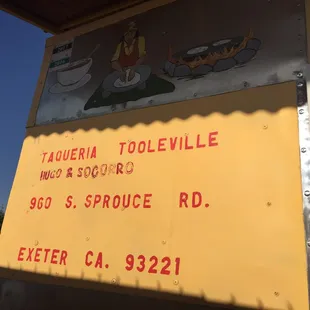 TAQUERIA TOOLEVILLE
HUGO & SOCORRO
960 S. SPROUCE RD.
EXETER CA. 93221